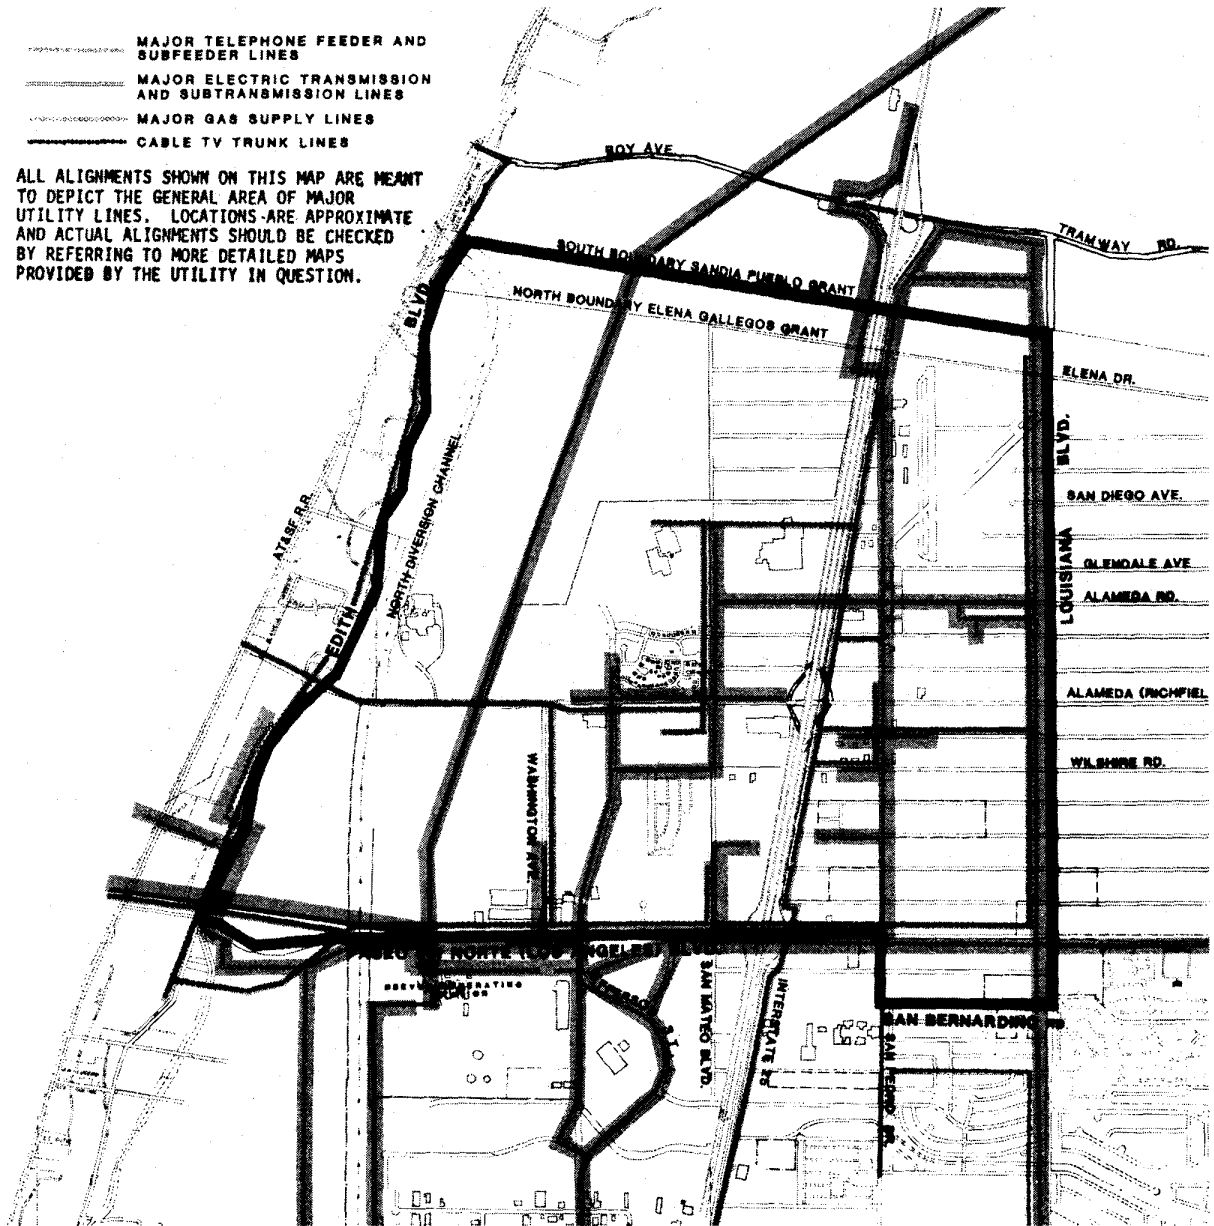 MAJOR TELEPHONE FEEDER AND
SUBFEEDER LINES
MAJOR ELECTRIC TRANSMISSION
AND SUBTRANSMISSION LINES
MAJOR GAS SUPPLY LINES
CABLE TV TRUNK LINES
ALL ALIGNMENTS SHOWN ON THIS MAP ARE MEANT
TO DEPICT THE GENERAL AREA OF MAJOR
UTILITY LINES. LOCATIONS ARE APPROXIMATE
AND ACTUAL ALIGNMENTS SHOULD BE CHECKED
BY REFERRING TO MORE DETAILED MAPS
PROVIDED BY THE UTILITY IN QUESTION.
ROY AVE.
TRAMWAY RD.
SOUTH BOUNDARY SANDIA PUEBLO GRANT
NORTH BOUNDARY ELENA GALLEGOS GRANT
BLVD.
ELENA DR.
BLVD.
SAN DIEGO AVE.
NORTH DIVERSION CHANNEL
AT&SF R.R.
LOUISIANA
GLENDALE AVE
ALAMEDA RD.
EDITH
ALAMEDA (RICHFIEL
WILSHIRE RD.
WASHINGTON AVE.
NORTE (LOS ANGELES)
SAN MATEO BLVD.
INTERSTATE 25
SAN BERNARDINO
SAN PEDRO DR.